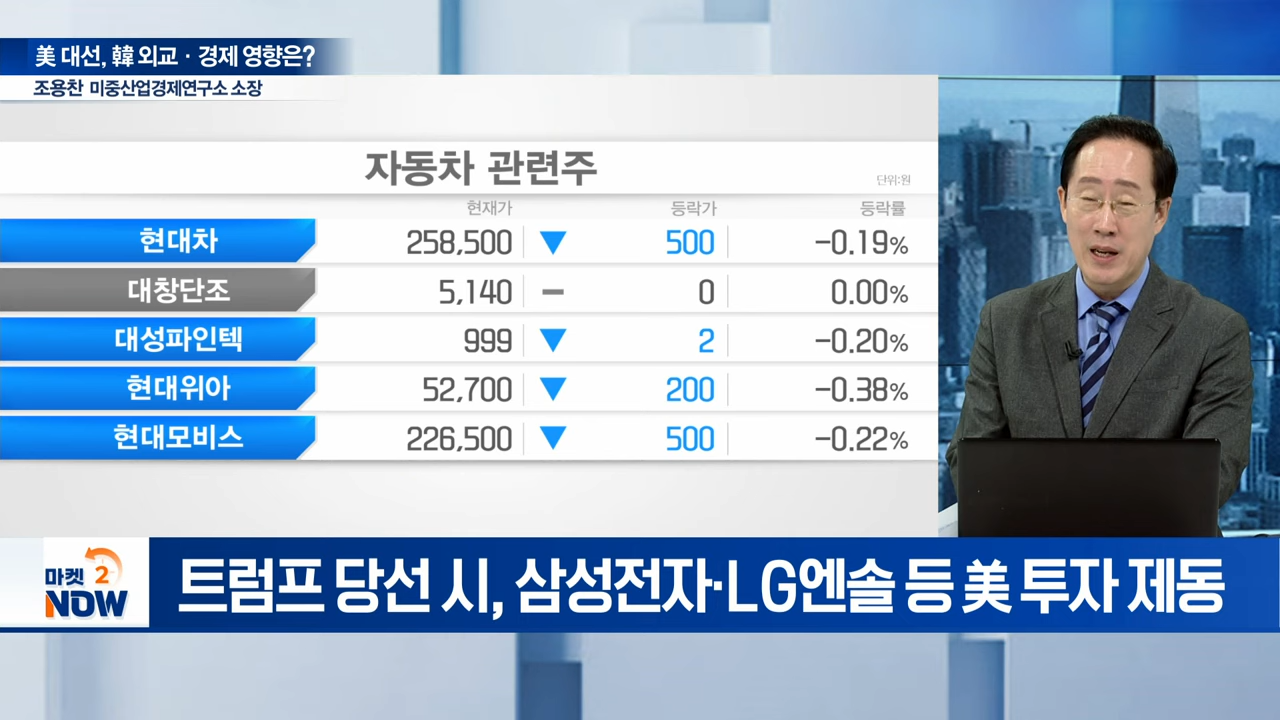 美 대선, 韓 외교 · 경제 영향은?
조용찬 미중산업경제연구소 소장
자동차 관련주
단위:원
현재가 등락가 등락률
현대차 258,500 ▼ 500 -0.19%
대창단조 5,140 - 0 0.00%
대성파인텍 999 ▼ 2 -0.20%
현대위아 52,700 ▼ 200 -0.38%
현대모비스 226,500 ▼ 500 -0.22%
마켓 2
NOW
트럼프 당선 시, 삼성전자·LG엔솔 등 美 투자 제동